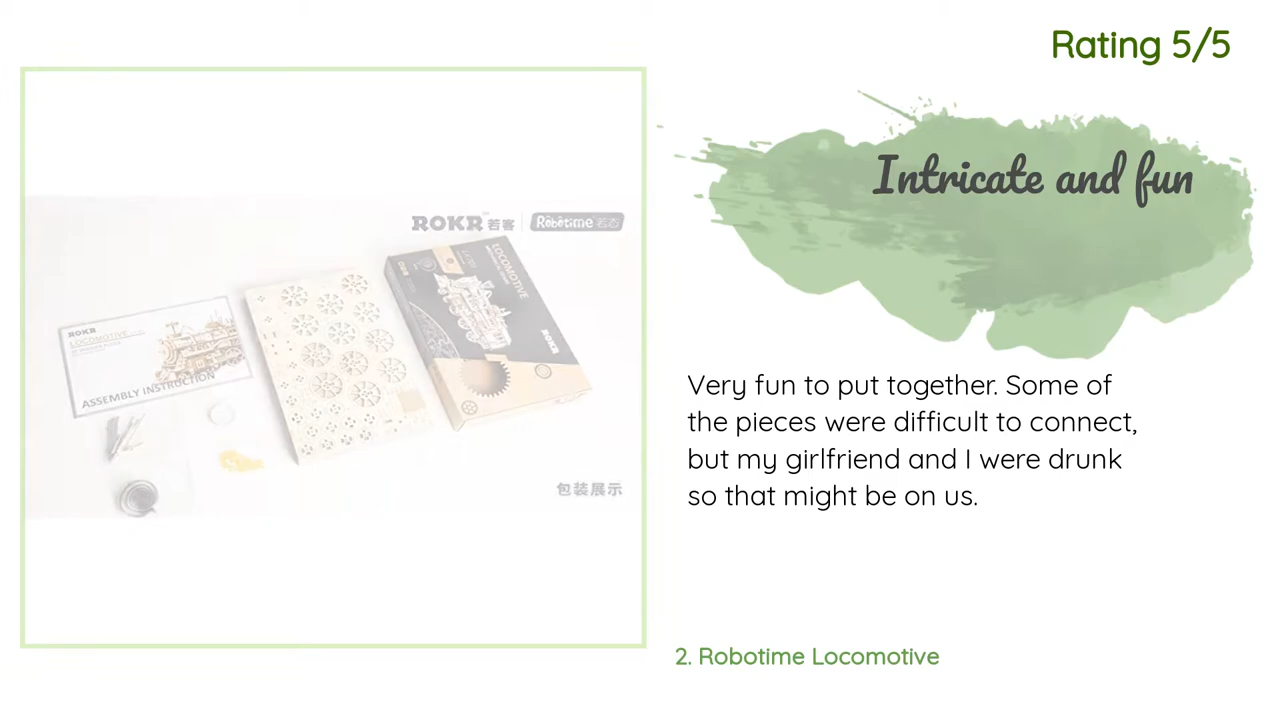 Rating 5/5
Intricate and fun
ROKR 若客 Robotime 若态
LOCOMOTIVE
ROKR
ROKR
LOCOMOTIVE
ASSEMBLY INSTRUCTION
包装展示
Very fun to put together. Some of
the pieces were difficult to connect,
but my girlfriend and I were drunk
so that might be on us.
2. Robotime Locomotive